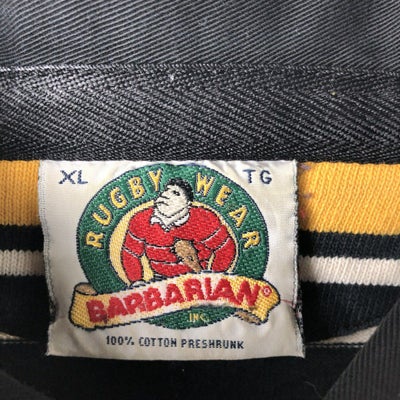 XL TG
RUGBY WEAR
BARBARIAN®
INC.
100% COTTON PRESHRUNK